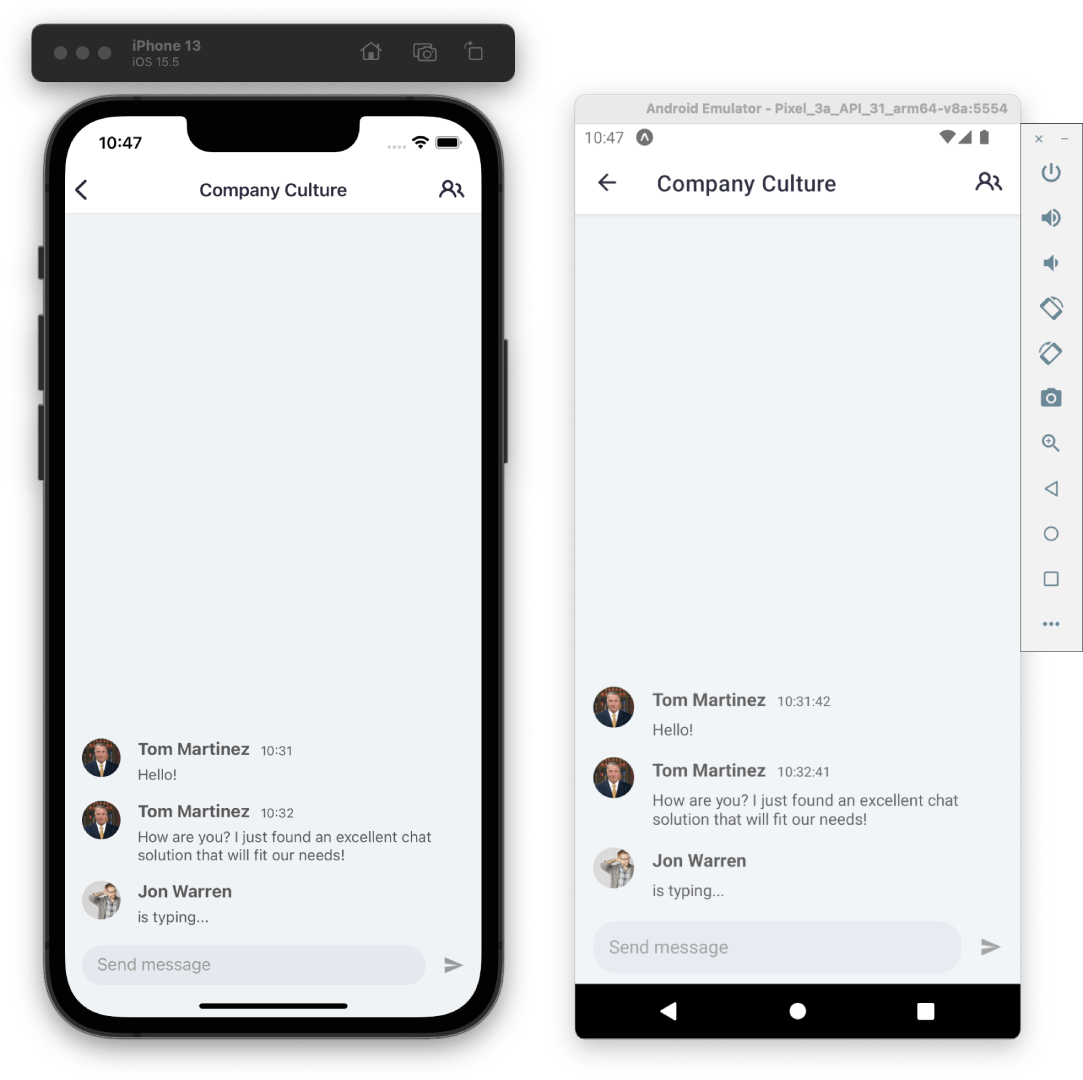 iPhone 13
iOS 15.5
10:47
Company Culture
Tom Martinez 10:31
Hello!
Tom Martinez 10:32
How are you? I just found an excellent chat
solution that will fit our needs!
Jon Warren
is typing...
Send message
Android Emulator - Pixel_3a_API_31_arm64-v8a:5554
10:47
Company Culture
Tom Martinez 10:31:42
Hello!
Tom Martinez 10:32:41
How are you? I just found an excellent chat
solution that will fit our needs!
Jon Warren
is typing...
Send message